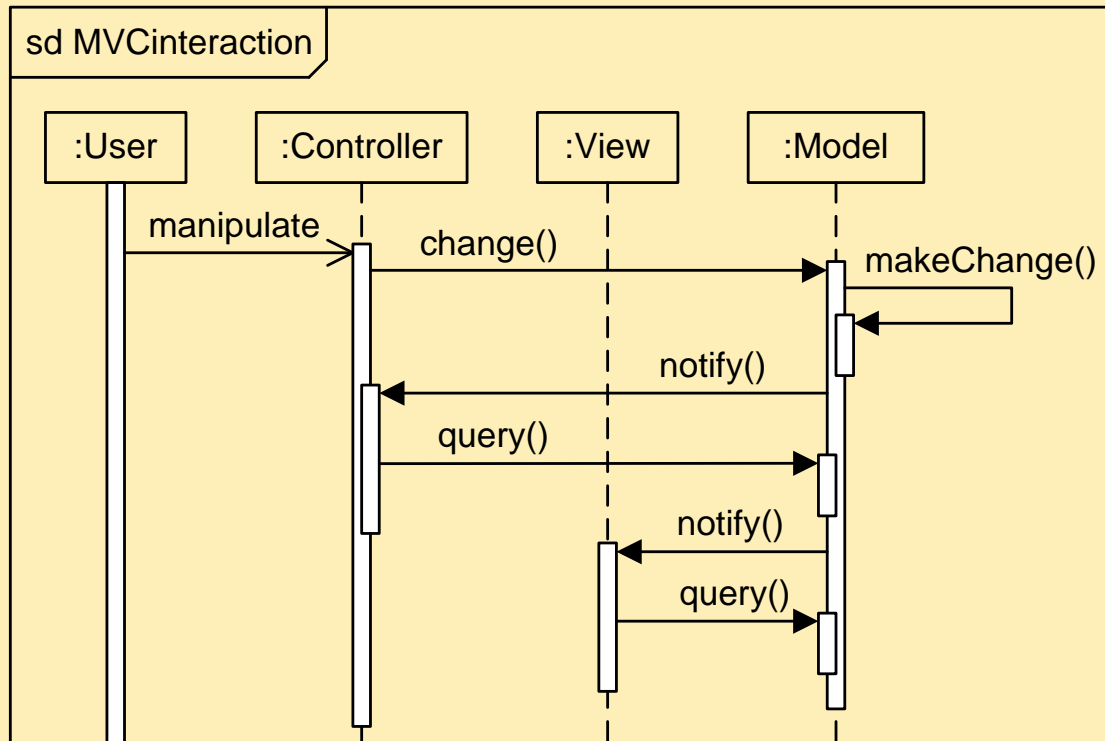 sd MVCinteraction
:User
:Controller
:View
:Model
manipulate
change()
makeChange()
notify()
query()
notify()
query()